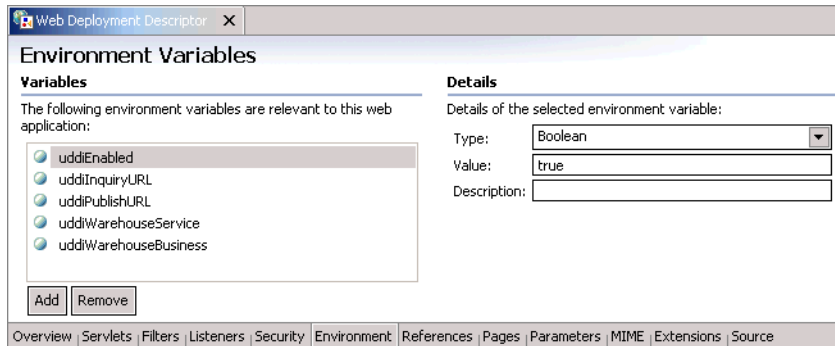 Web Deployment Descriptor X
Environment Variables
Variables
The following environment variables are relevant to this web
application:
uddiEnabled
uddiInquiryURL
uddiPublishURL
uddiWarehouseService
uddiWarehouseBusiness
Add Remove
Details
Details of the selected environment variable:
Type: Boolean
Value: true
Description:
Overview Servlets Filters Listeners Security Environment References Pages Parameters MIME Extensions Source